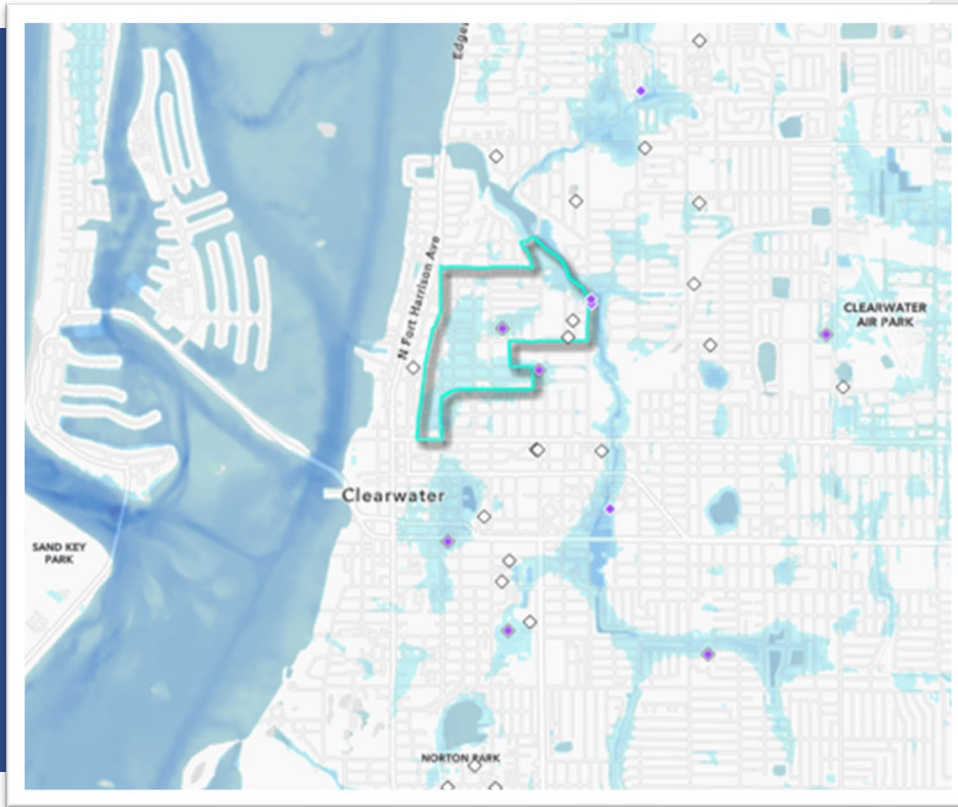 Edge
N Fort Harrison Ave
CLEARWATER
AIR PARK
Clearwater
SAND KEY
PARK
NORTON PARK